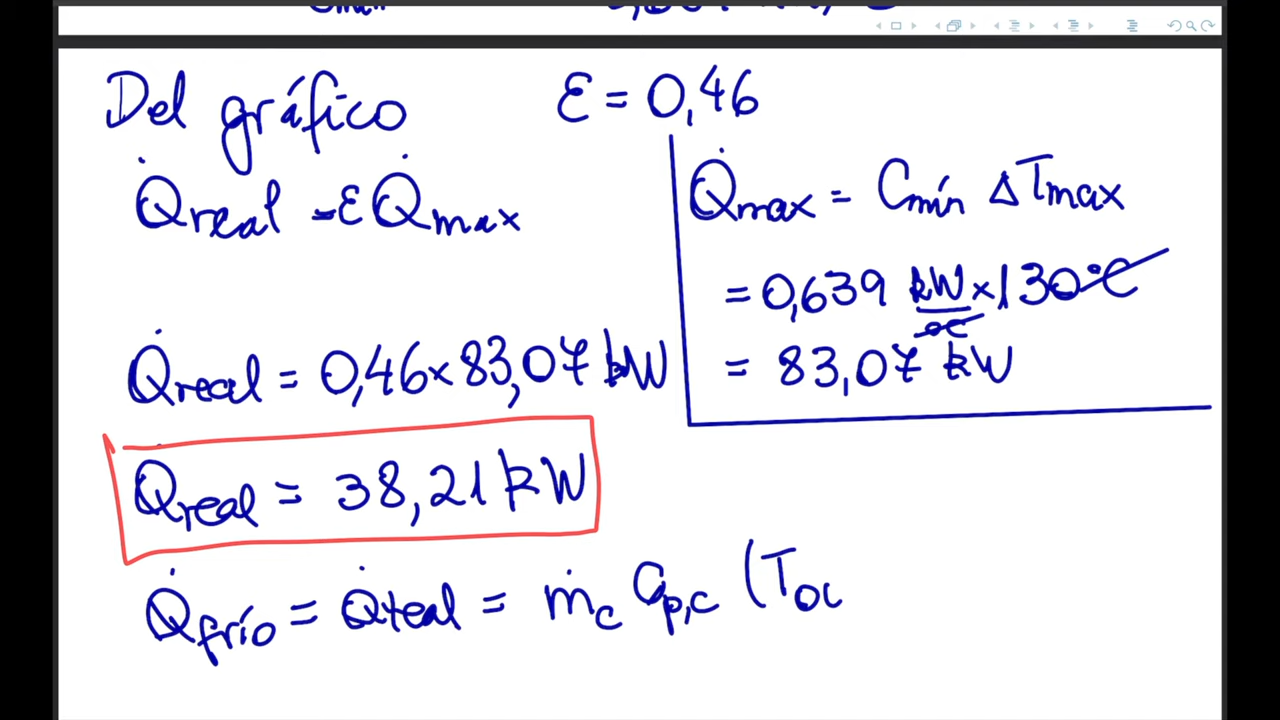 Del gráfico ε = 0,46
Q̇real = εQ̇max
Q̇max = Cmín ΔTmax
= 0,639 kW/°C × 130°C
= 83,07 kW
Q̇real = 0,46 × 83,07 kW
Q̇real = 38,21 kW
Q̇frío = Q̇real = ṁc Cp,c (Toc